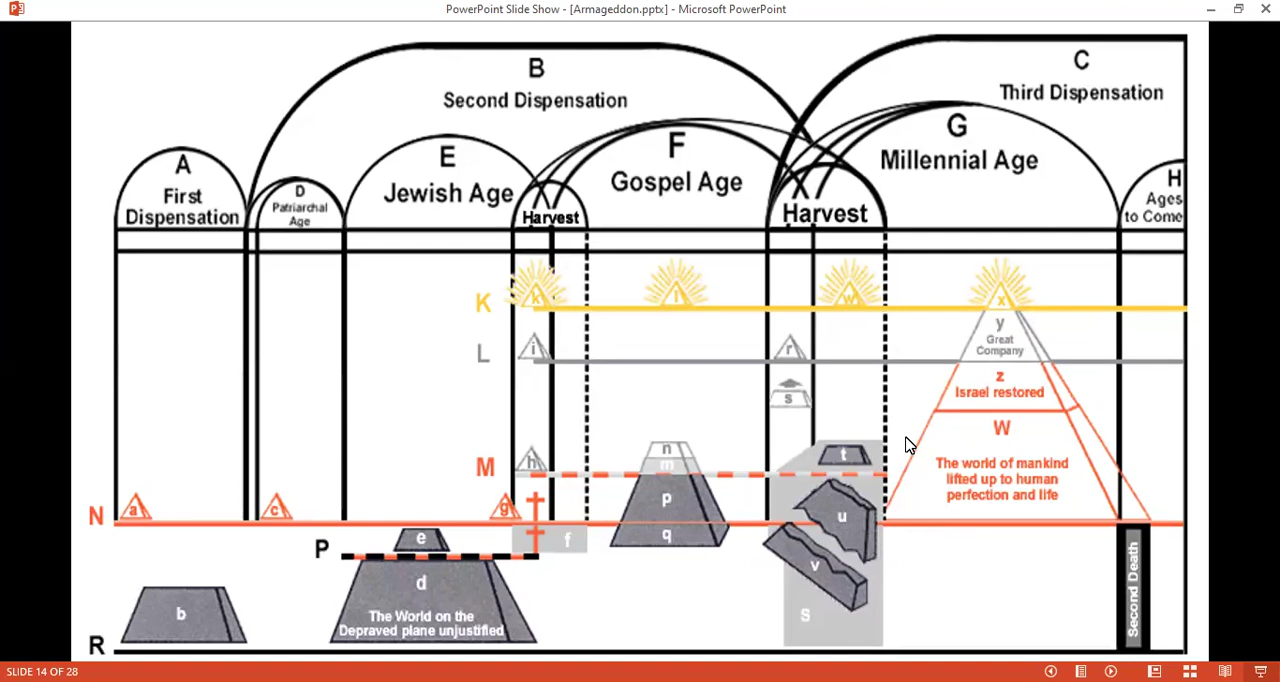 PowerPoint Slide Show - [Armageddon.pptx] - Microsoft PowerPoint
B
Second Dispensation
C
Third Dispensation
A
First
Dispensation
D
Patriarchal
Age
E
Jewish Age
Harvest
F
Gospel Age
Harvest
G
Millennial Age
H
Ages
to Come
K
k
l
w
x
L
i
r
y
Great
Company
s
z
Israel restored
M
h
n
m
t
W
The world of mankind
lifted up to human
perfection and life
N
a
c
g
p
u
P
e
f
q
d
The World on the
Depraved plane unjustified
v
b
S
Second Death
R
SLIDE 14 OF 28